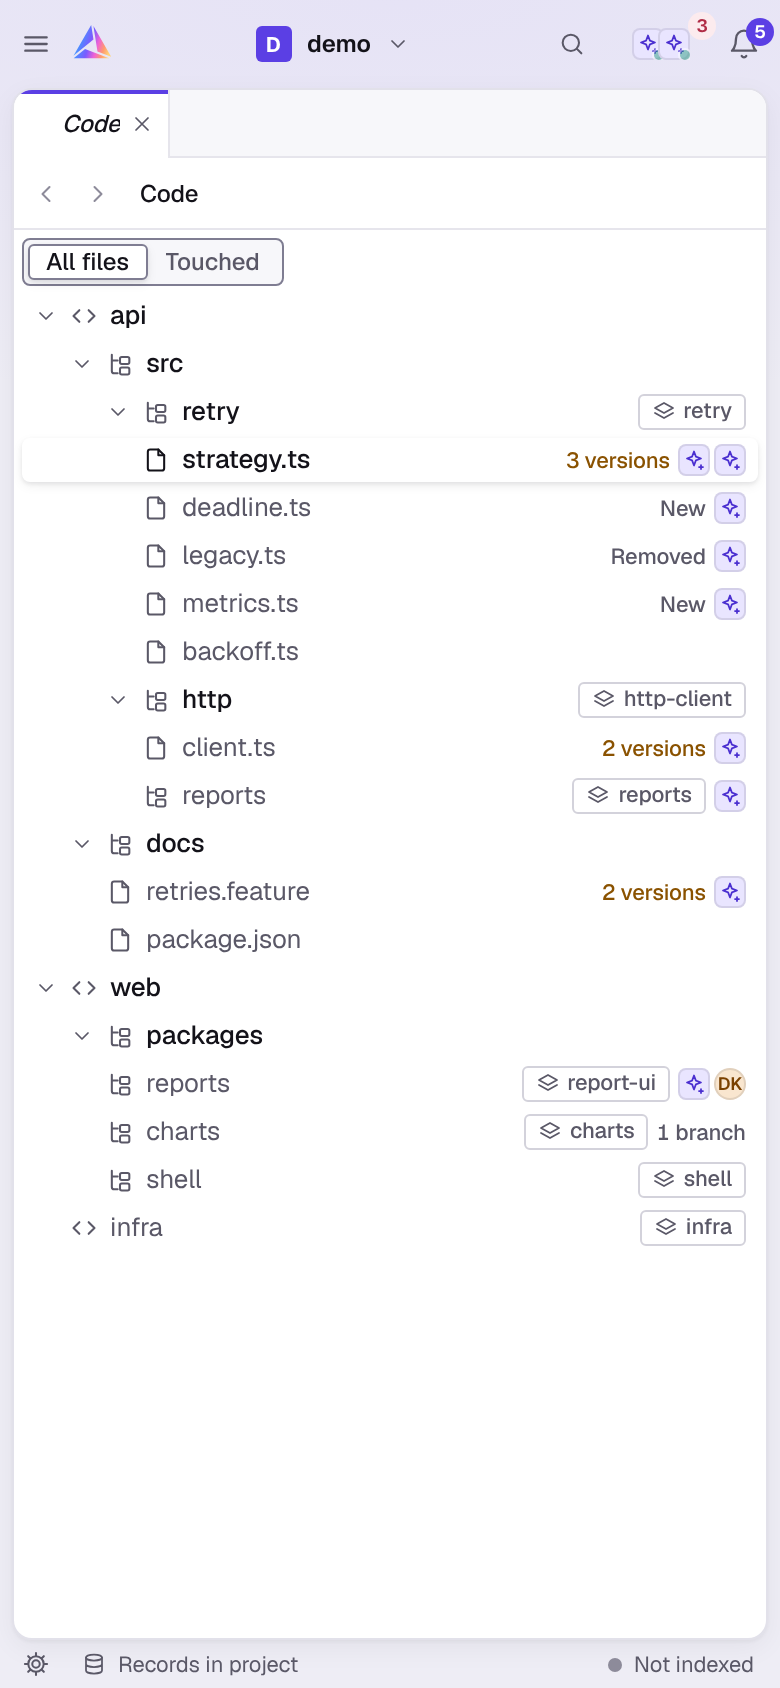 D demo
3
5
Code
Code
All files Touched
api
src
retry retry
strategy.ts 3 versions
deadline.ts New
legacy.ts Removed
metrics.ts New
backoff.ts
http http-client
client.ts 2 versions
reports reports
docs
retries.feature 2 versions
package.json
web
packages
reports report-ui DK
charts charts 1 branch
shell shell
infra infra
Records in project Not indexed